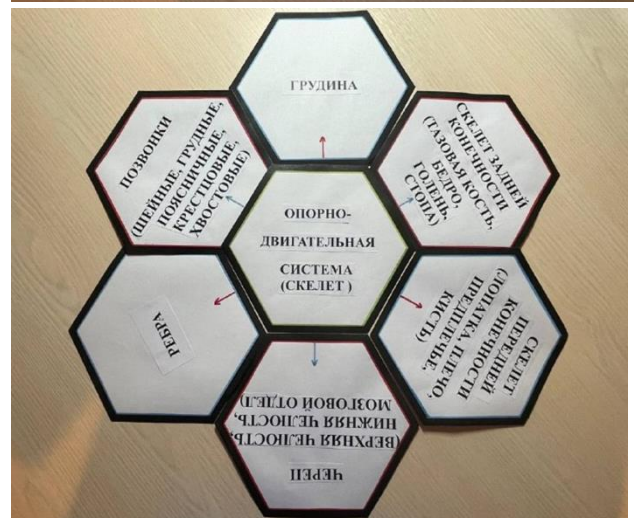 ГРУДИНА
СКЕЛЕТ ЗАДНЕЙ
КОНЕЧНОСТИ
(ТАЗОВАЯ КОСТЬ,
БЕДРО,
ГОЛЕНЬ,
СТОПА)
СКЕЛЕТ
ПЕРЕДНЕЙ
КОНЕЧНОСТИ
(ЛОПАТКА, ПЛЕЧО,
ПРЕДПЛЕЧЬЕ,
КИСТЬ)
ЧЕРЕП
(ВЕРХНЯЯ ЧЕЛЮСТЬ,
НИЖНЯЯ ЧЕЛЮСТЬ,
МОЗГОВОЙ ОТДЕЛ)
РЕБРА
ПОЗВОНКИ
(ШЕЙНЫЕ, ГРУДНЫЕ,
ПОЯСНИЧНЫЕ,
КРЕСТЦОВЫЕ,
ХВОСТОВЫЕ)
ОПОРНО-
ДВИГАТЕЛЬНАЯ
СИСТЕМА
(СКЕЛЕТ )